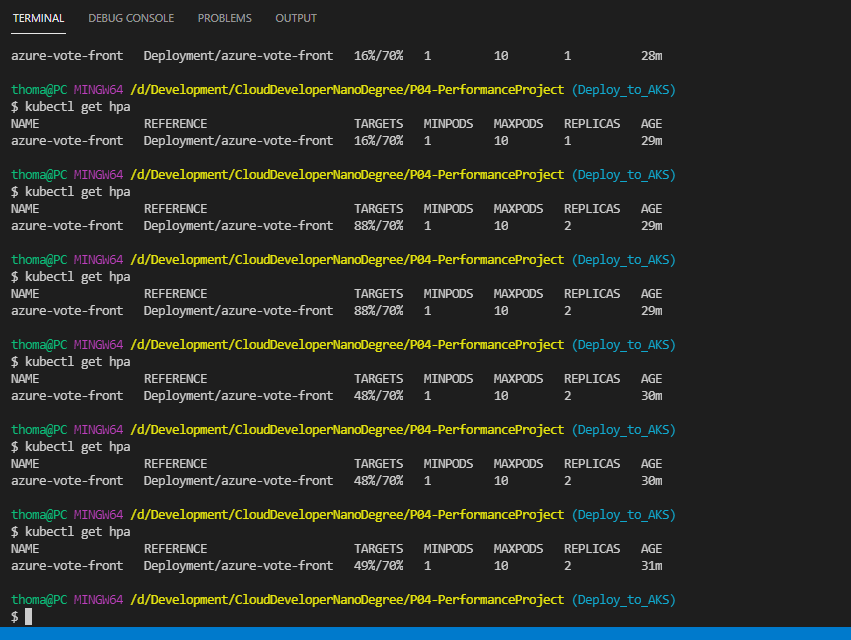 TERMINAL DEBUG CONSOLE PROBLEMS OUTPUT
azure-vote-front Deployment/azure-vote-front 16%/70% 1 10 1 28m
thoma@PC MINGW64 /d/Development/CloudDeveloperNanoDegree/P04-PerformanceProject (Deploy_to_AKS)
$ kubectl get hpa
NAME REFERENCE TARGETS MINPODS MAXPODS REPLICAS AGE
azure-vote-front Deployment/azure-vote-front 16%/70% 1 10 1 29m
thoma@PC MINGW64 /d/Development/CloudDeveloperNanoDegree/P04-PerformanceProject (Deploy_to_AKS)
$ kubectl get hpa
NAME REFERENCE TARGETS MINPODS MAXPODS REPLICAS AGE
azure-vote-front Deployment/azure-vote-front 88%/70% 1 10 2 29m
thoma@PC MINGW64 /d/Development/CloudDeveloperNanoDegree/P04-PerformanceProject (Deploy_to_AKS)
$ kubectl get hpa
NAME REFERENCE TARGETS MINPODS MAXPODS REPLICAS AGE
azure-vote-front Deployment/azure-vote-front 88%/70% 1 10 2 29m
thoma@PC MINGW64 /d/Development/CloudDeveloperNanoDegree/P04-PerformanceProject (Deploy_to_AKS)
$ kubectl get hpa
NAME REFERENCE TARGETS MINPODS MAXPODS REPLICAS AGE
azure-vote-front Deployment/azure-vote-front 48%/70% 1 10 2 30m
thoma@PC MINGW64 /d/Development/CloudDeveloperNanoDegree/P04-PerformanceProject (Deploy_to_AKS)
$ kubectl get hpa
NAME REFERENCE TARGETS MINPODS MAXPODS REPLICAS AGE
azure-vote-front Deployment/azure-vote-front 48%/70% 1 10 2 30m
thoma@PC MINGW64 /d/Development/CloudDeveloperNanoDegree/P04-PerformanceProject (Deploy_to_AKS)
$ kubectl get hpa
NAME REFERENCE TARGETS MINPODS MAXPODS REPLICAS AGE
azure-vote-front Deployment/azure-vote-front 49%/70% 1 10 2 31m
thoma@PC MINGW64 /d/Development/CloudDeveloperNanoDegree/P04-PerformanceProject (Deploy_to_AKS)
$